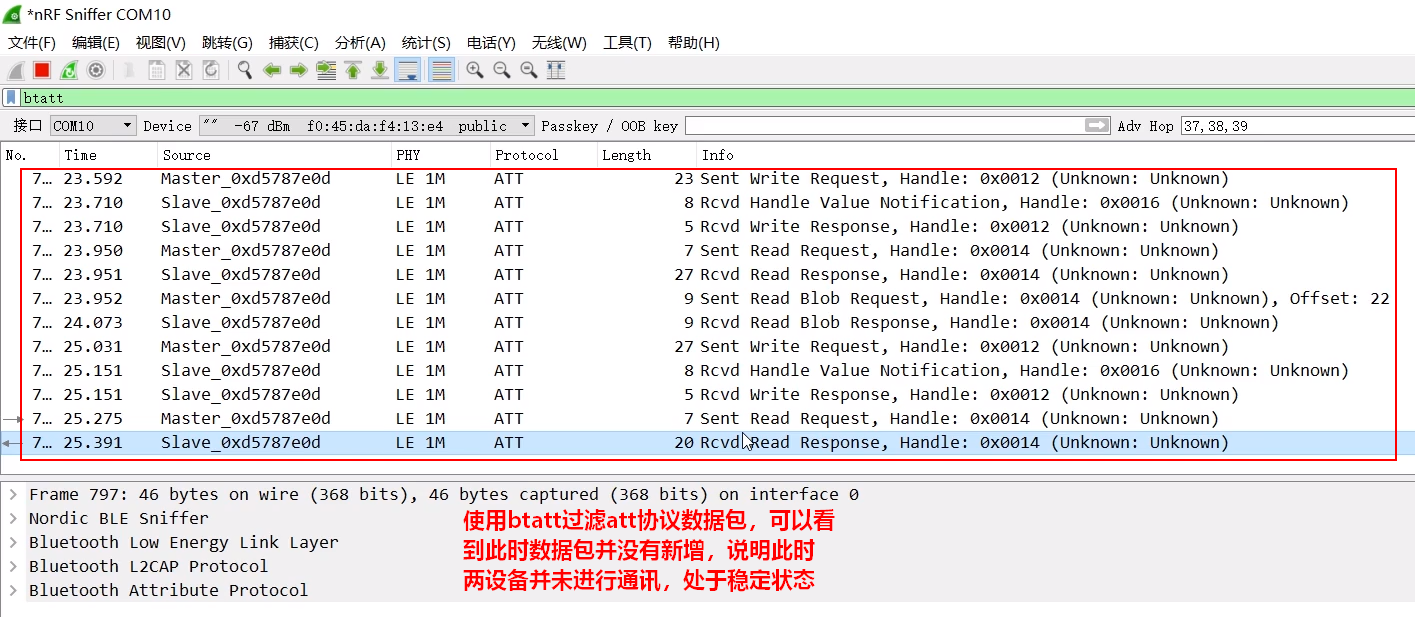 *nRF Sniffer COM10
文件(F) 编辑(E) 视图(V) 跳转(G) 捕获(C) 分析(A) 统计(S) 电话(Y) 无线(W) 工具(T) 帮助(H)
btatt
接口 COM10 Device "" -67 dBm f0:45:da:f4:13:e4 public Passkey / OOB key Adv Hop 37,38,39
No. Time Source PHY Protocol Length Info
7… 23.592 Master_0xd5787e0d LE 1M ATT 23 Sent Write Request, Handle: 0x0012 (Unknown: Unknown)
7… 23.710 Slave_0xd5787e0d LE 1M ATT 8 Rcvd Handle Value Notification, Handle: 0x0016 (Unknown: Unknown)
7… 23.710 Slave_0xd5787e0d LE 1M ATT 5 Rcvd Write Response, Handle: 0x0012 (Unknown: Unknown)
7… 23.950 Master_0xd5787e0d LE 1M ATT 7 Sent Read Request, Handle: 0x0014 (Unknown: Unknown)
7… 23.951 Slave_0xd5787e0d LE 1M ATT 27 Rcvd Read Response, Handle: 0x0014 (Unknown: Unknown)
7… 23.952 Master_0xd5787e0d LE 1M ATT 9 Sent Read Blob Request, Handle: 0x0014 (Unknown: Unknown), Offset: 22
7… 24.073 Slave_0xd5787e0d LE 1M ATT 9 Rcvd Read Blob Response, Handle: 0x0014 (Unknown: Unknown)
7… 25.031 Master_0xd5787e0d LE 1M ATT 27 Sent Write Request, Handle: 0x0012 (Unknown: Unknown)
7… 25.151 Slave_0xd5787e0d LE 1M ATT 8 Rcvd Handle Value Notification, Handle: 0x0016 (Unknown: Unknown)
7… 25.151 Slave_0xd5787e0d LE 1M ATT 5 Rcvd Write Response, Handle: 0x0012 (Unknown: Unknown)
7… 25.275 Master_0xd5787e0d LE 1M ATT 7 Sent Read Request, Handle: 0x0014 (Unknown: Unknown)
7… 25.391 Slave_0xd5787e0d LE 1M ATT 20 Rcvd Read Response, Handle: 0x0014 (Unknown: Unknown)
Frame 797: 46 bytes on wire (368 bits), 46 bytes captured (368 bits) on interface 0
Nordic BLE Sniffer
Bluetooth Low Energy Link Layer
Bluetooth L2CAP Protocol
Bluetooth Attribute Protocol
使用btatt过滤att协议数据包，可以看
到此时数据包并没有新增，说明此时
两设备并未进行通讯，处于稳定状态